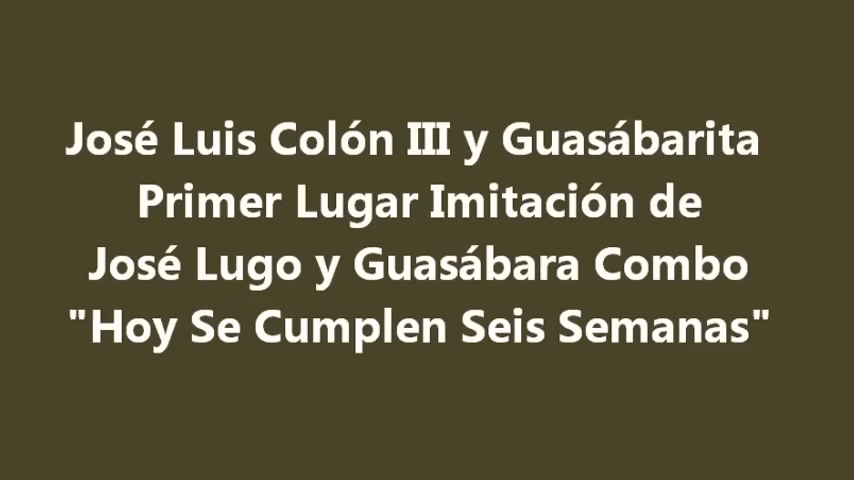 José Luis Colón III y Guasábarita
Primer Lugar Imitación de
José Lugo y Guasábara Combo
"Hoy Se Cumplen Seis Semanas"